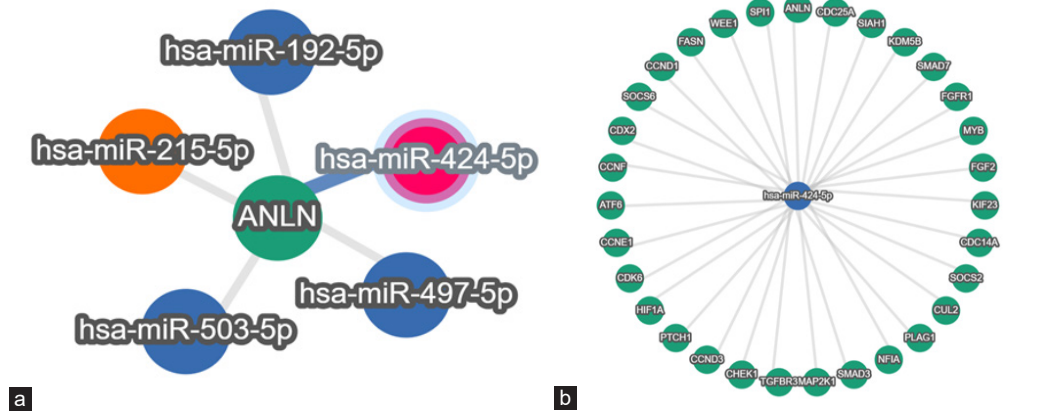 hsa-miR-192-5p
hsa-miR-215-5p
hsa-miR-424-5p
ANLN
hsa-miR-497-5p
hsa-miR-503-5p
a
ANLN
CDC25A
SIAH1
KDM5B
SMAD7
FGFR1
MYB
FGF2
KIF23
CDC14A
SOCS2
CUL2
PLAG1
NFIA
SMAD3
MAP2K1
TGFBR3
CHEK1
CCND3
PTCH1
HIF1A
CDK6
CCNE1
ATF6
CCNF
CDX2
SOCS6
CCND1
FASN
WEE1
SPI1
hsa-miR-424-5p
b